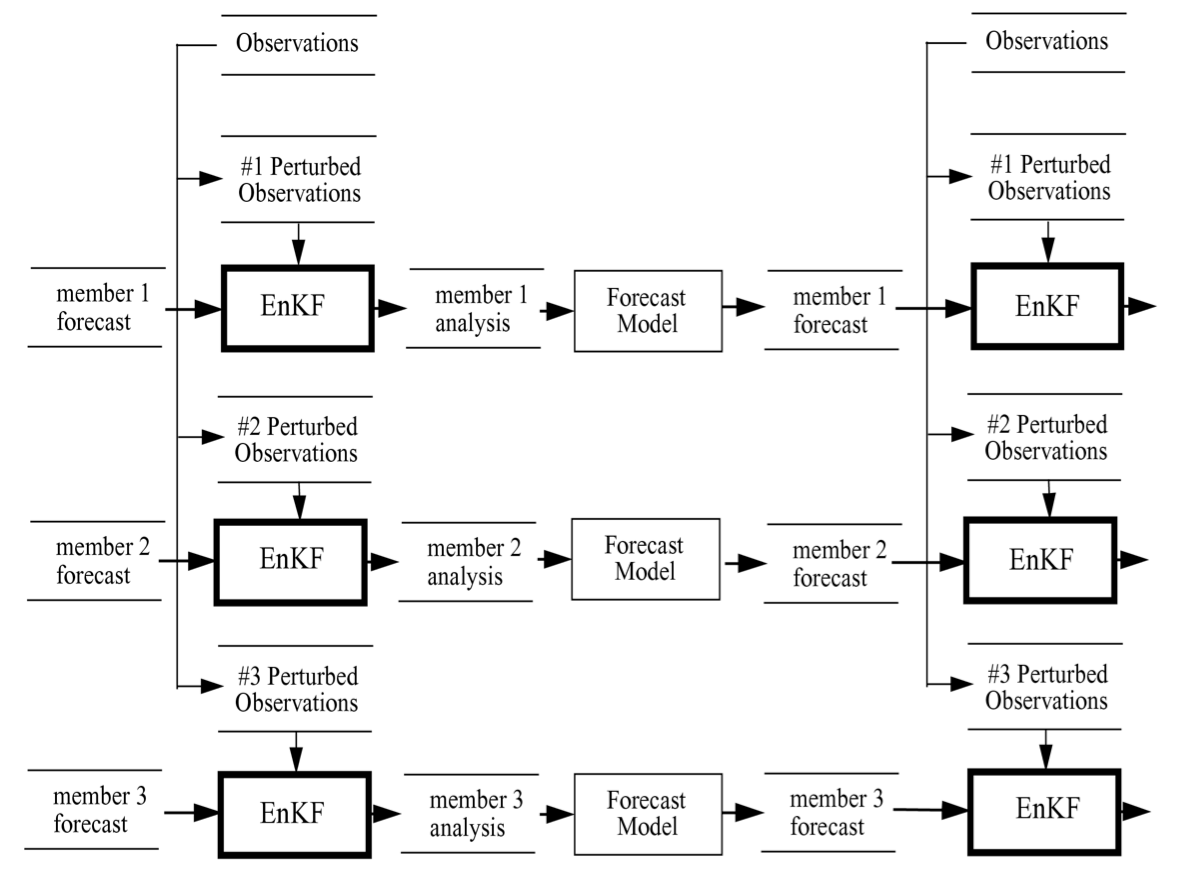 Observations
Observations
#1 Perturbed
Observations
#1 Perturbed
Observations
member 1
forecast
EnKF
member 1
analysis
Forecast
Model
member 1
forecast
EnKF
#2 Perturbed
Observations
#2 Perturbed
Observations
member 2
forecast
EnKF
member 2
analysis
Forecast
Model
member 2
forecast
EnKF
#3 Perturbed
Observations
#3 Perturbed
Observations
member 3
forecast
EnKF
member 3
analysis
Forecast
Model
member 3
forecast
EnKF